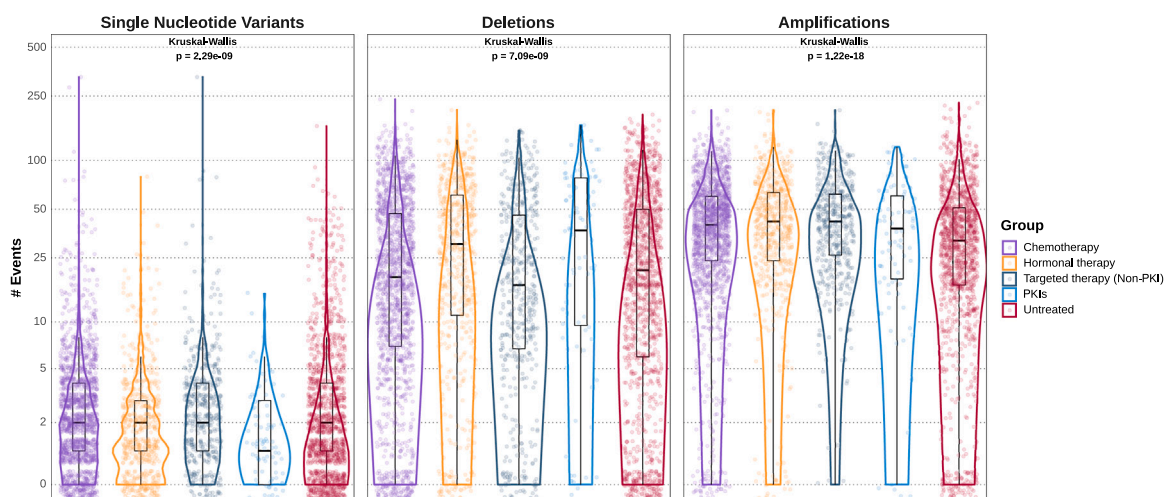 Single Nucleotide Variants
Deletions
Amplifications
Kruskal-Wallis
p = 2.29e-09
Kruskal-Wallis
p = 7.09e-09
Kruskal-Wallis
p = 1.22e-18
# Events
500
250
100
50
25
10
5
2
0
Group
Chemotherapy
Hormonal therapy
Targeted therapy (Non-PKI)
PKIs
Untreated